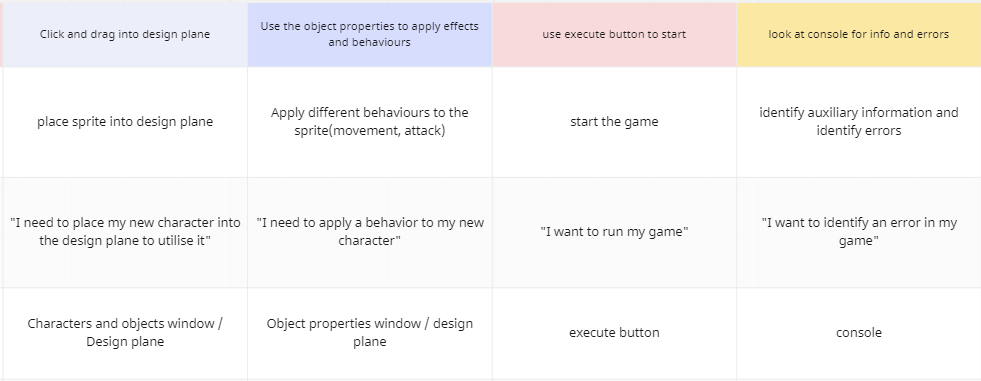 Click and drag into design plane
Use the object properties to apply effects
and behaviours
use execute button to start
look at console for info and errors
place sprite into design plane
Apply different behaviours to the
sprite(movement, attack)
start the game
identify auxiliary information and
identify errors
"I need to place my new character into
the design plane to utilise it"
"I need to apply a behavior to my new
character"
"I want to run my game"
"I want to identify an error in my
game"
Characters and objects window /
Design plane
Object properties window / design
plane
execute button
console